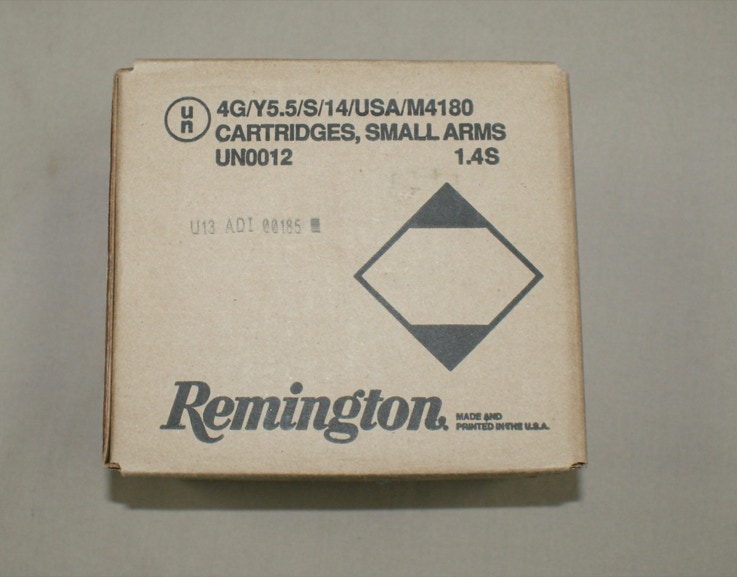 un
4G/Y5.5/S/14/USA/M4180
CARTRIDGES, SMALL ARMS
UN0012 1.4S
U13 ADI 00185
Remington.
MADE AND
PRINTED IN THE U.S.A.